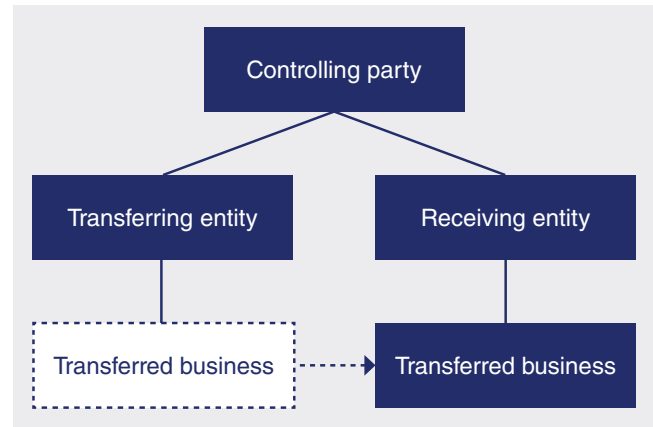 Controlling party
Transferring entity
Receiving entity
Transferred business
Transferred business